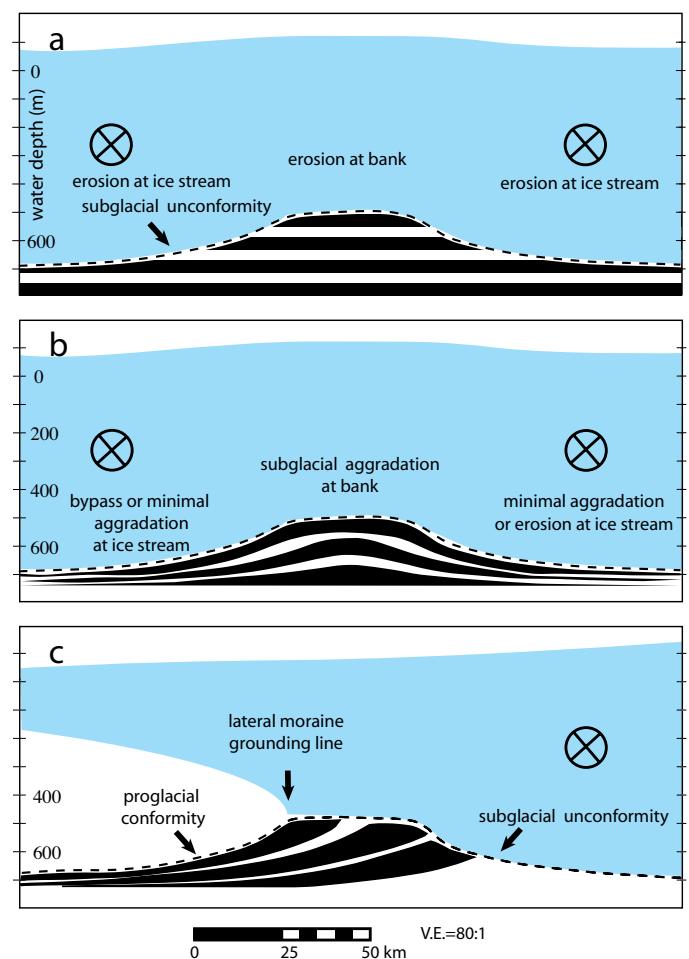 a
0
water depth (m)
erosion at bank
erosion at ice stream
erosion at ice stream
subglacial unconformity
600
b
0
200
subglacial aggradation
at bank
400
bypass or minimal
aggradation
at ice stream
minimal aggradation
or erosion at ice stream
600
c
lateral moraine
grounding line
400
proglacial
conformity
subglacial unconformity
600
V.E.=80:1
0 25 50 km